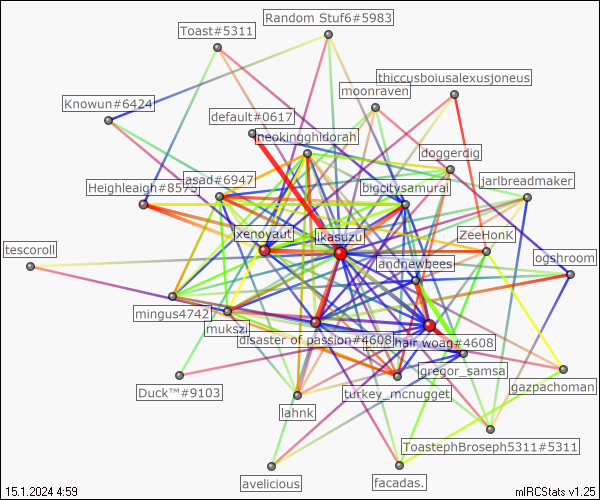 Random Stuf6#5983
Toast#5311
thiccusboiusalexusjoneus
moonraven
Knowun#6424
default#0617
neokingghidorah
doggerdig
asad#6947
jarlbreadmaker
Heighleaigh#8573
bigcitysamurai
xenoyaut
ikasuzu
ZeeHonk
tescoroll
landnewbees
ogshroom
mingus4742
mukszi
disaster of passion#4608
hair woag#4608
gregor_samsa
Duck™#9103
turkey_mcnugget
gazpachoman
lahnk
ToastephBroseph5311#5311
avelicious
facadas.
15.1.2024 4:59
mIRCStats v1.25